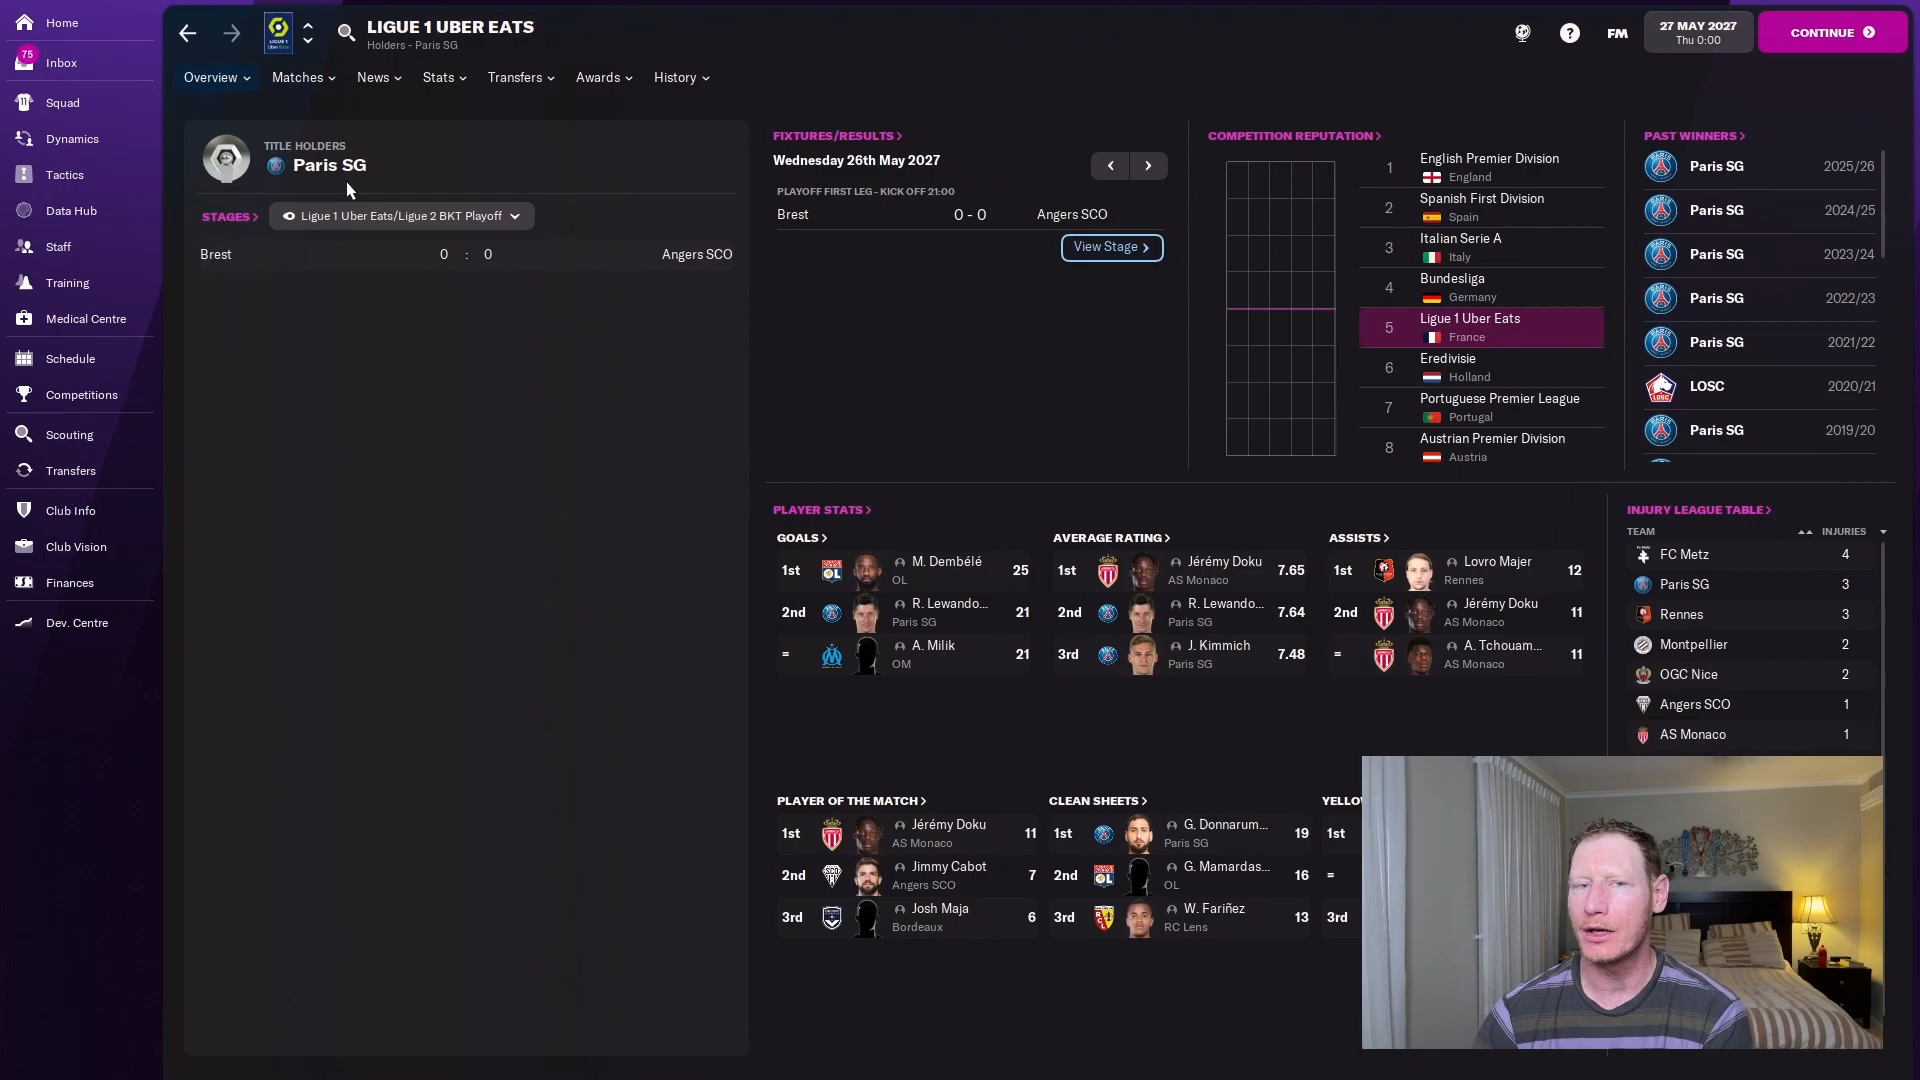 Home
75
Inbox
Squad
Dynamics
Tactics
Data Hub
Staff
Training
Medical Centre
Schedule
Competitions
Scouting
Transfers
Club Info
Club Vision
Finances
Dev. Centre
LIGUE 1 UBER EATS
Holders - Paris SG
FM
27 MAY 2027
Thu 0:00
CONTINUE
Overview
Matches
News
Stats
Transfers
Awards
History
TITLE HOLDERS
Paris SG
STAGES >
Ligue 1 Uber Eats/Ligue 2 BKT Playoff
Brest 0 : 0 Angers SCO
FIXTURES/RESULTS >
Wednesday 26th May 2027
PLAYOFF FIRST LEG - KICK OFF 21:00
Brest 0 - 0 Angers SCO
View Stage >
COMPETITION REPUTATION >
1 English Premier Division
England
2 Spanish First Division
Spain
3 Italian Serie A
Italy
4 Bundesliga
Germany
5 Ligue 1 Uber Eats
France
6 Eredivisie
Holland
7 Portuguese Premier League
Portugal
8 Austrian Premier Division
Austria
PAST WINNERS >
Paris SG 2025/26
Paris SG 2024/25
Paris SG 2023/24
Paris SG 2022/23
Paris SG 2021/22
LOSC 2020/21
Paris SG 2019/20
PLAYER STATS >
GOALS >
1st M. Dembélé 25
OL
2nd R. Lewando... 21
Paris SG
= A. Milik 21
OM
AVERAGE RATING >
1st Jérémy Doku 7.65
AS Monaco
2nd R. Lewando... 7.64
Paris SG
3rd J. Kimmich 7.48
Paris SG
ASSISTS >
1st Lovro Majer 12
Rennes
2nd Jérémy Doku 11
AS Monaco
= A. Tchouam... 11
AS Monaco
INJURY LEAGUE TABLE >
TEAM INJURIES
FC Metz 4
Paris SG 3
Rennes 3
Montpellier 2
OGC Nice 2
Angers SCO 1
AS Monaco 1
PLAYER OF THE MATCH >
1st Jérémy Doku 11
AS Monaco
2nd Jimmy Cabot 7
Angers SCO
3rd Josh Maja 6
Bordeaux
CLEAN SHEETS >
1st G. Donnarum... 19
Paris SG
2nd G. Mamardas... 16
OL
3rd W. Fariñez 13
RC Lens
YELLO
1st
=
3rd